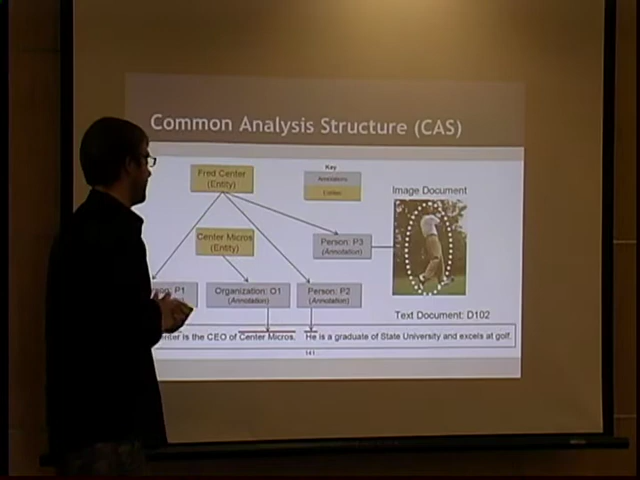 Common Analysis Structure (CAS)
Fred Center
(Entity)
Key
Annotations
Entities
Image Document
Center Micros
(Entity)
Person: P3
(Annotation)
P1
Organization: O1
(Annotation)
Person: P2
(Annotation)
Text Document: D102
is the CEO of Center Micros. He is a graduate of State University and excels at golf.
141